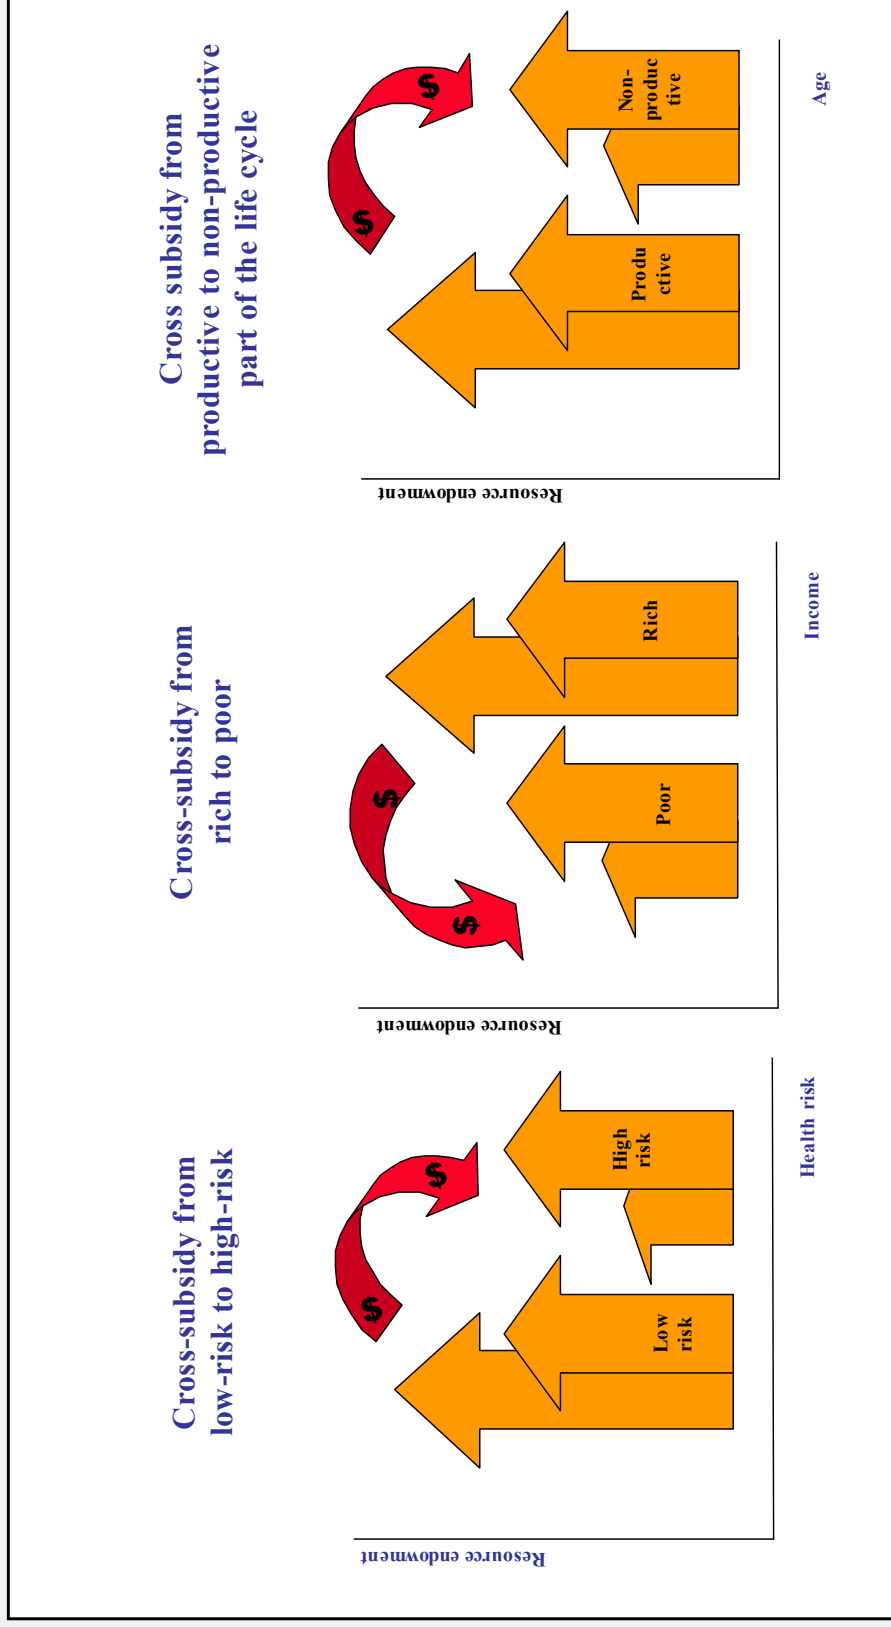 Cross-subsidy from
low-risk to high-risk
Resource endowment
$
$
Low
risk
High
risk
Health risk
Cross-subsidy from
rich to poor
Resource endowment
$
$
Poor
Rich
Income
Cross subsidy from
productive to non-productive
part of the life cycle
Resource endowment
$
$
Produ
ctive
Non-
produc
tive
Age